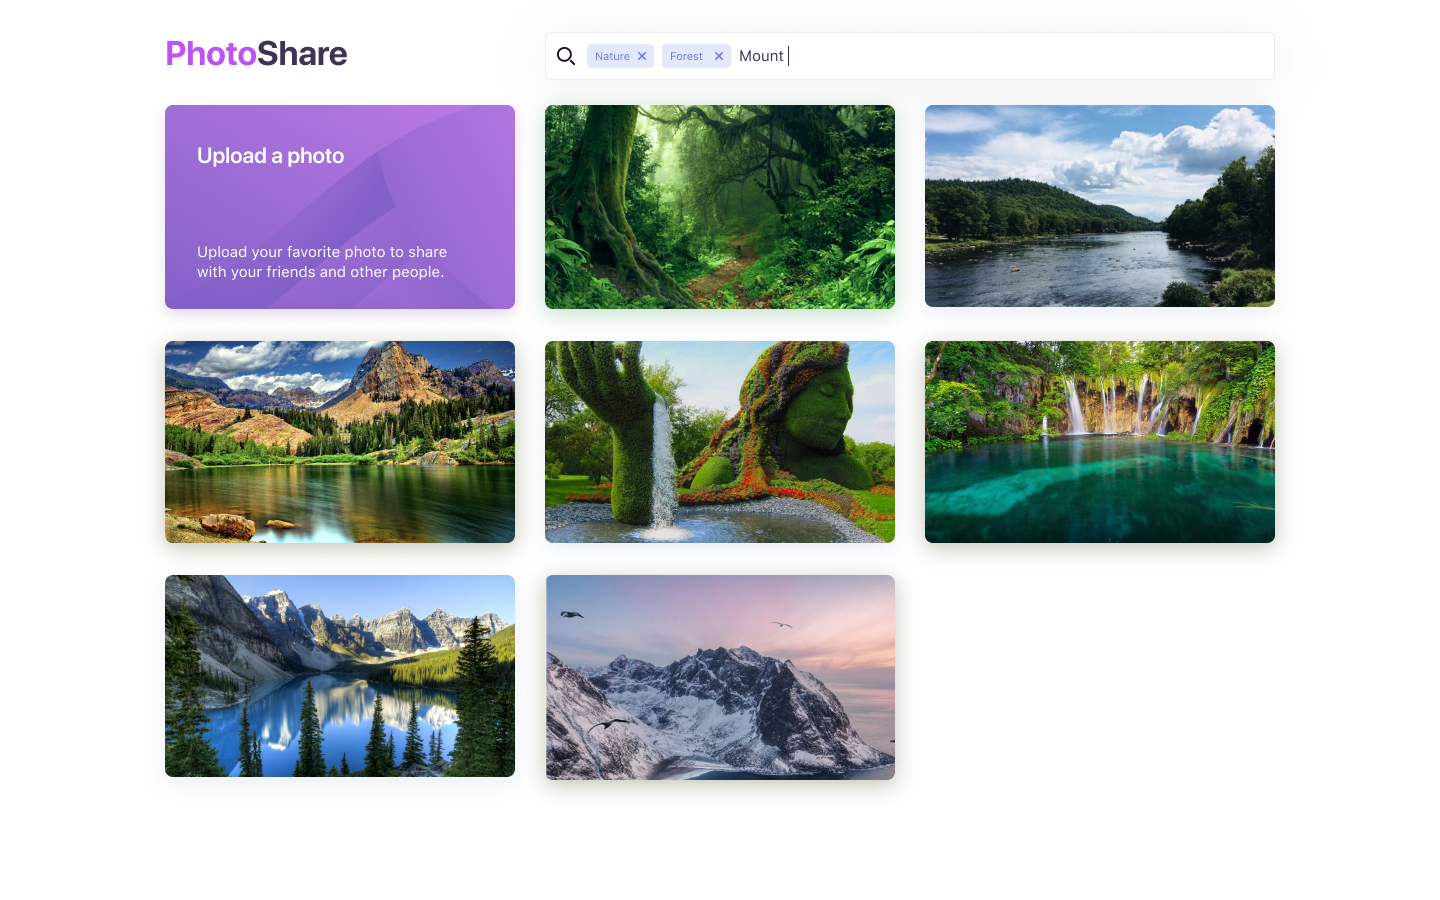 PhotoShare
Nature Forest Mount
Upload a photo
Upload your favorite photo to share
with your friends and other people.